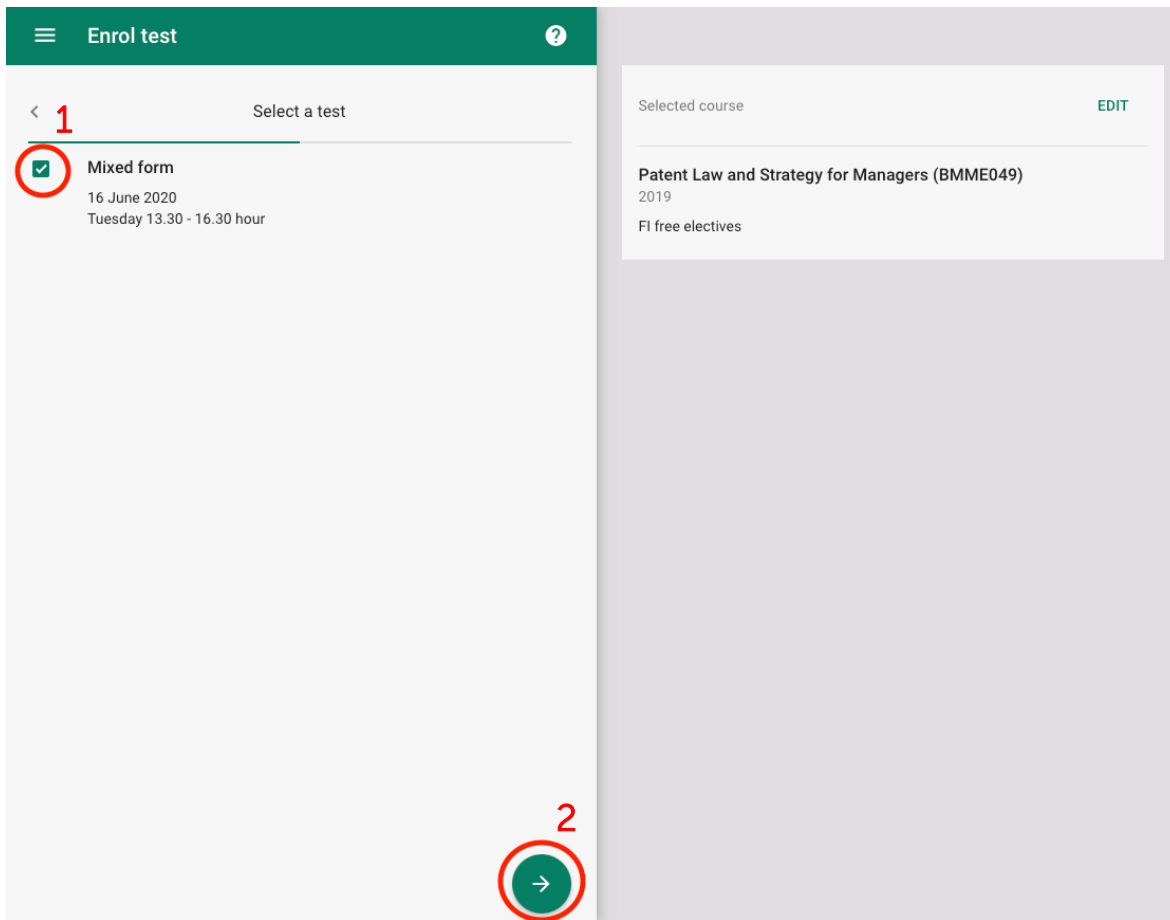 Enrol test
?
1
Select a test
Mixed form
16 June 2020
Tuesday 13.30 - 16.30 hour
2
Selected course
EDIT
Patent Law and Strategy for Managers (BMME049)
2019
FI free electives